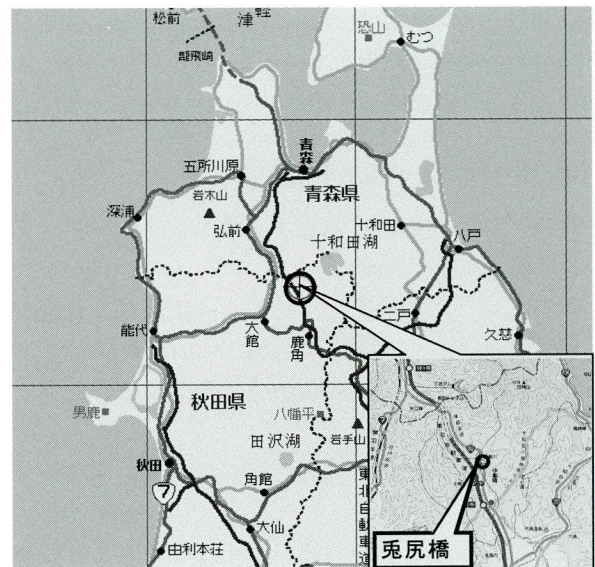 松前
津軽
龍飛崎
恐山
むつ
青森
五所川原
岩木山
青森県
深浦
弘前
十和田
十和田湖
八戸
能代
大館
鹿角
二戸
久慈
秋田県
男鹿
八幡平
岩手山
田沢湖
秋田
7
角館
東北自動車道
大仙
由利本荘
兎尻橋